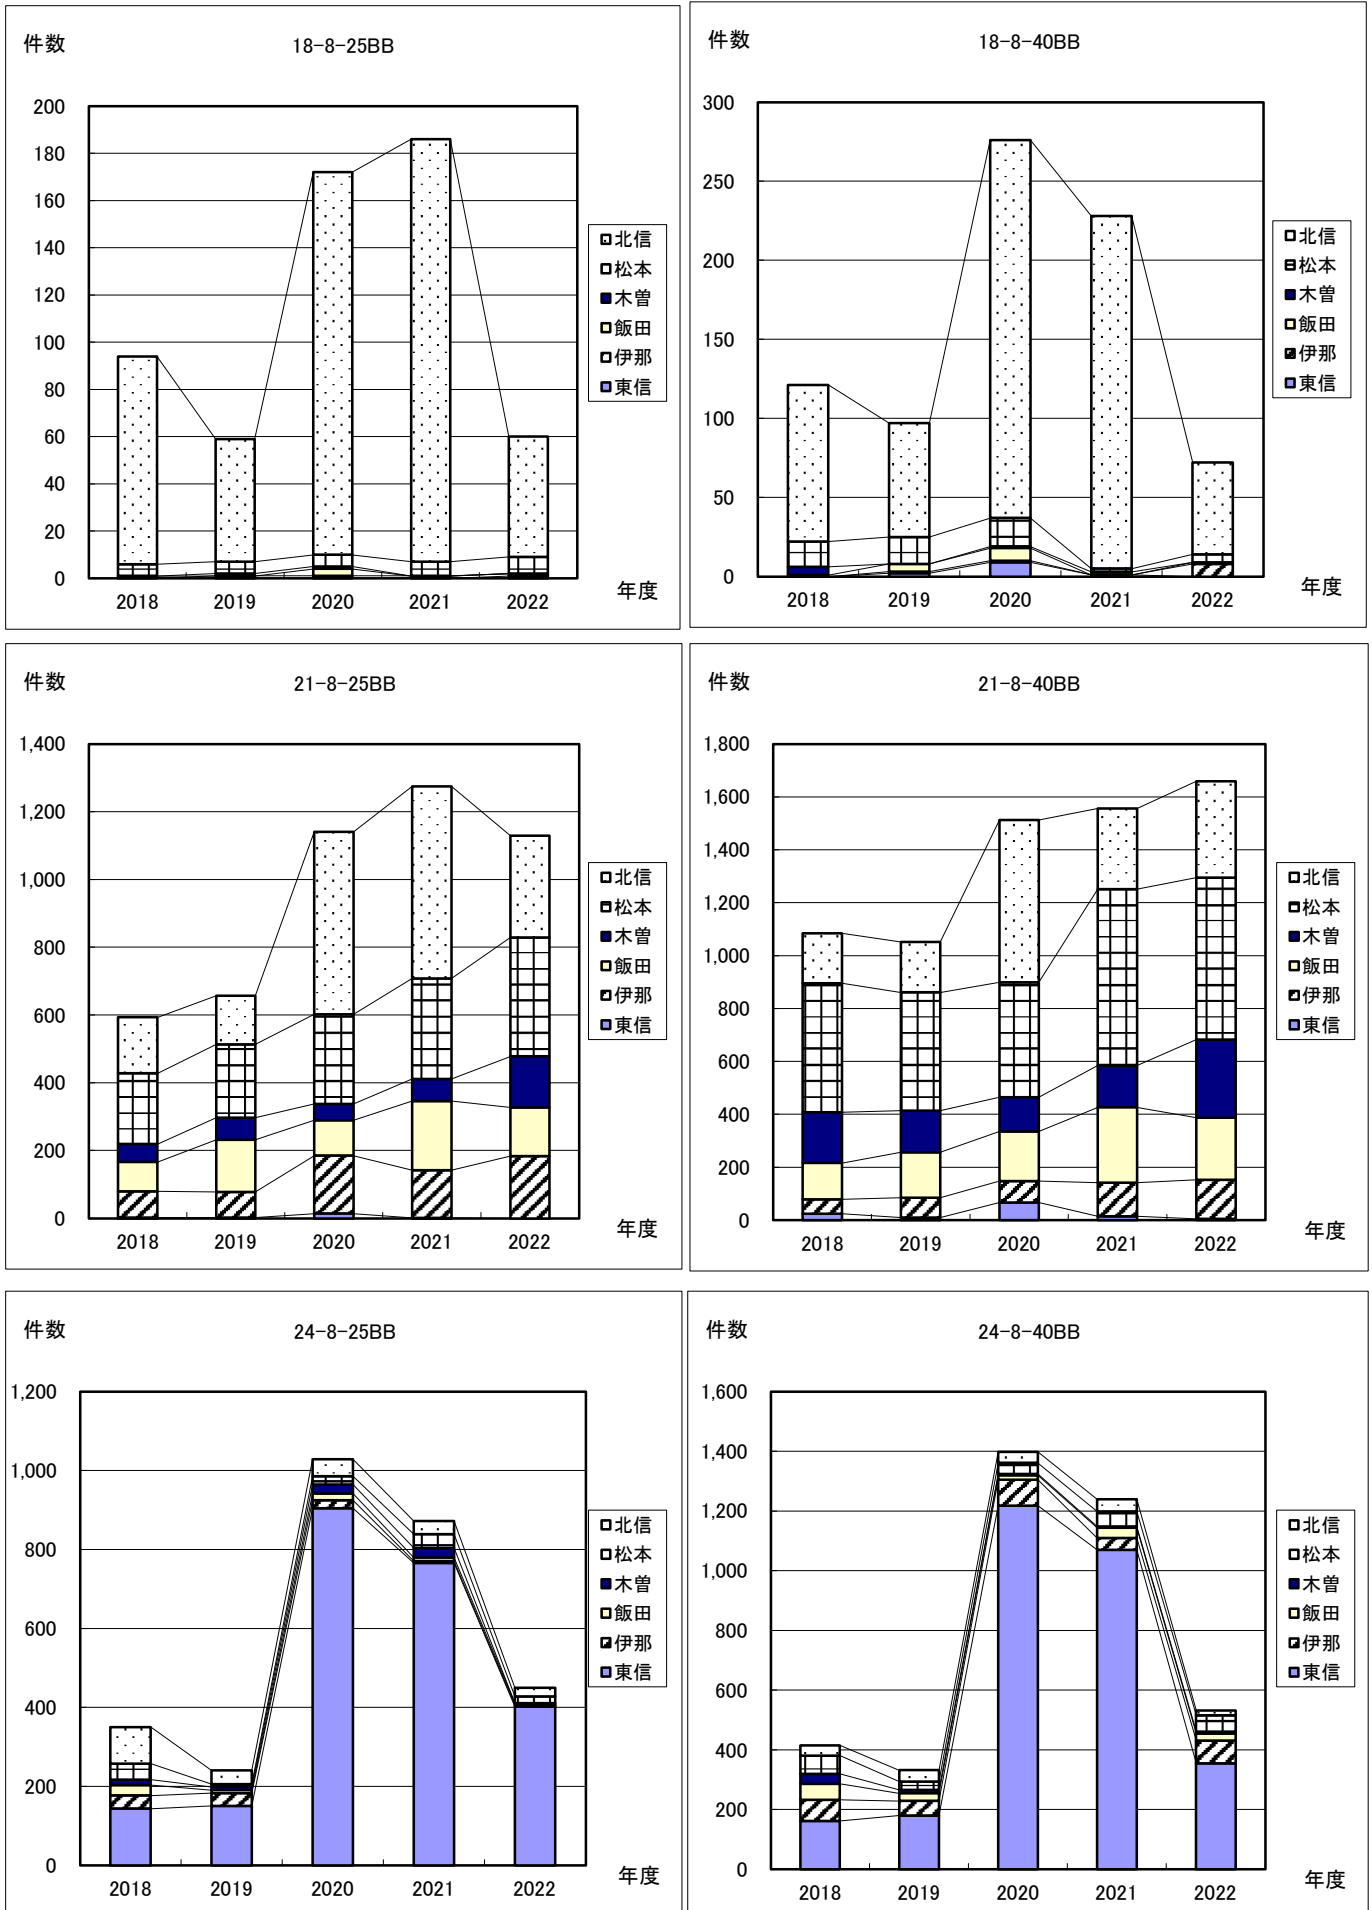 件数
18-8-25BB
200
180
160
140
120
100
80
60
40
20
0
2018 2019 2020 2021 2022
年度
北信
松本
木曽
飯田
伊那
東信
件数
18-8-40BB
300
250
200
150
100
50
0
2018 2019 2020 2021 2022
年度
北信
松本
木曽
飯田
伊那
東信
件数
21-8-25BB
1,400
1,200
1,000
800
600
400
200
0
2018 2019 2020 2021 2022
年度
北信
松本
木曽
飯田
伊那
東信
件数
21-8-40BB
1,800
1,600
1,400
1,200
1,000
800
600
400
200
0
2018 2019 2020 2021 2022
年度
北信
松本
木曽
飯田
伊那
東信
件数
24-8-25BB
1,200
1,000
800
600
400
200
0
2018 2019 2020 2021 2022
年度
北信
松本
木曽
飯田
伊那
東信
件数
24-8-40BB
1,600
1,400
1,200
1,000
800
600
400
200
0
2018 2019 2020 2021 2022
年度
北信
松本
木曽
飯田
伊那
東信